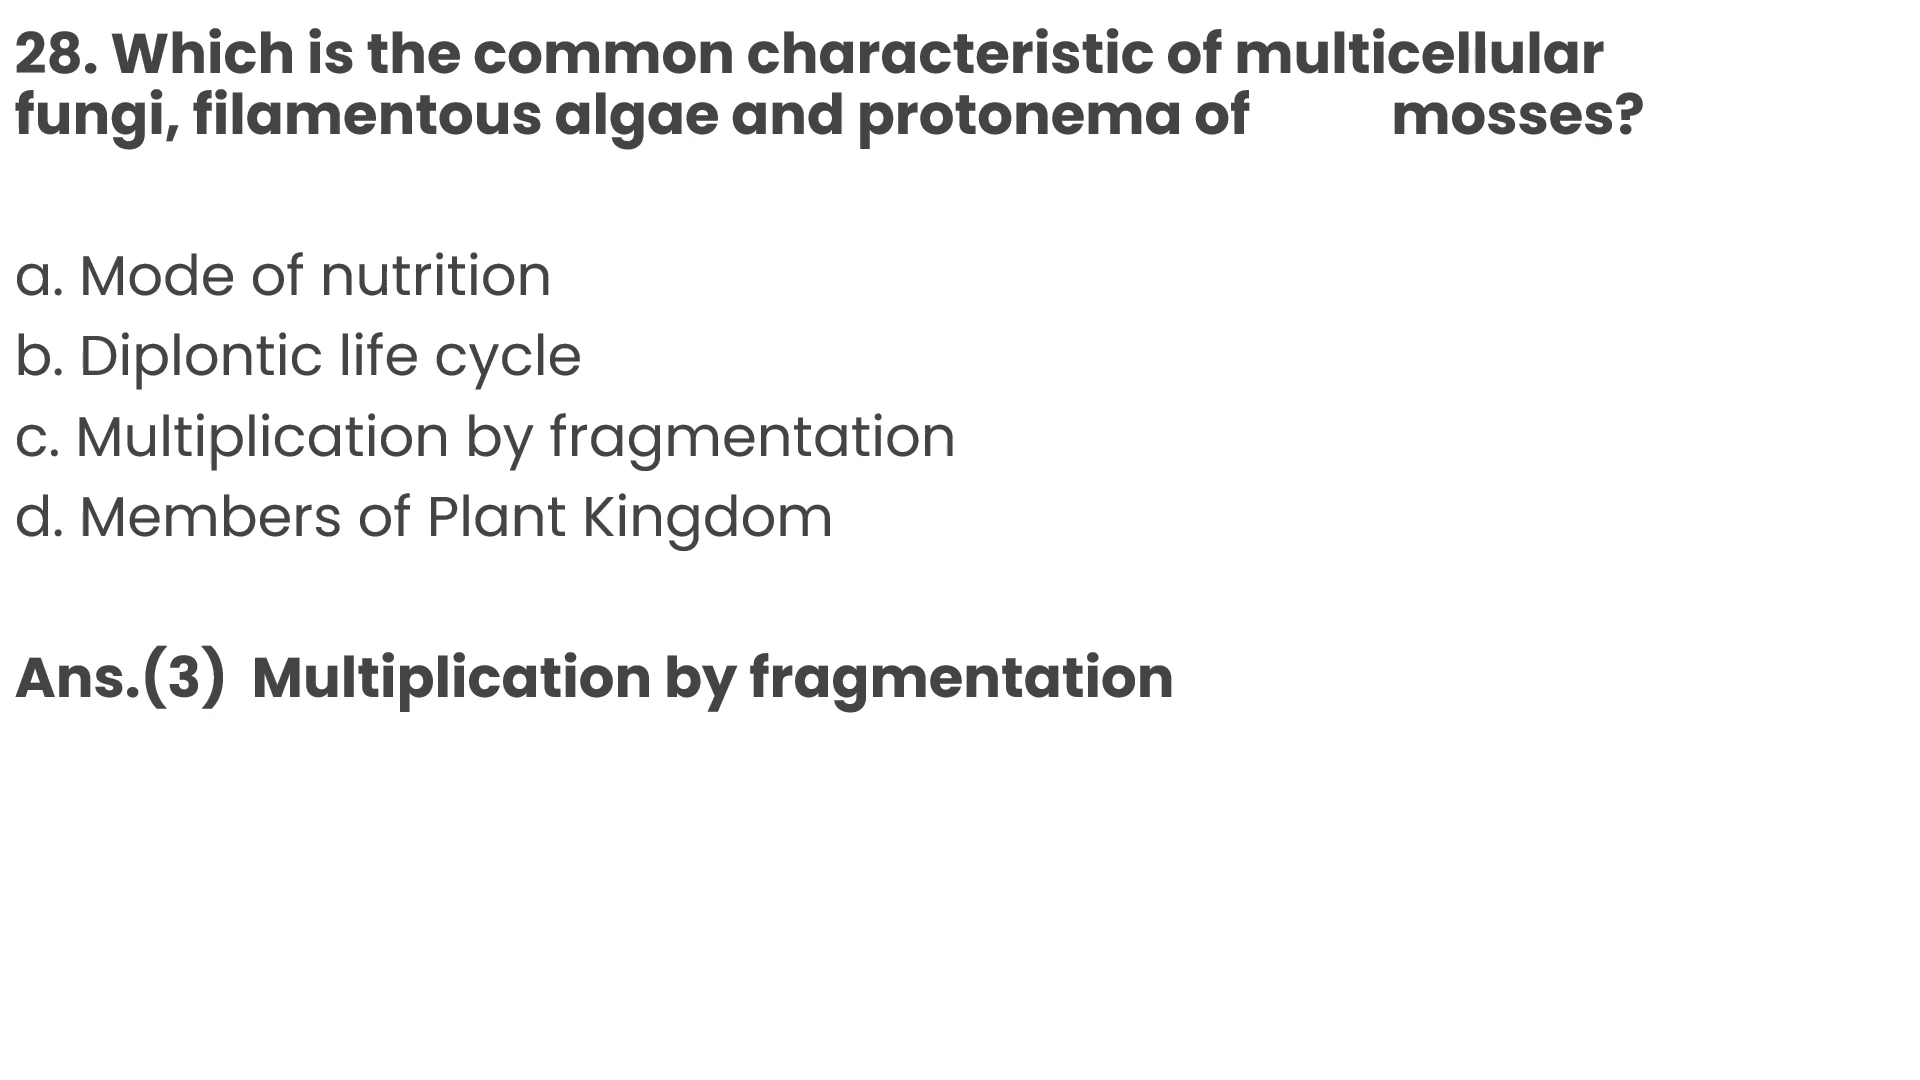 28. Which is the common characteristic of multicellular
fungi, filamentous algae and protonema of mosses?
a. Mode of nutrition
b. Diplontic life cycle
c. Multiplication by fragmentation
d. Members of Plant Kingdom
Ans.(3) Multiplication by fragmentation